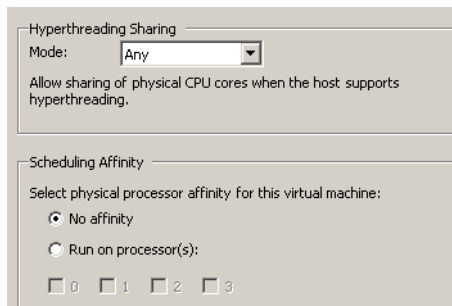 Hyperthreading Sharing
Mode: Any
Allow sharing of physical CPU cores when the host supports
hyperthreading.
Scheduling Affinity
Select physical processor affinity for this virtual machine:
No affinity
Run on processor(s):
0 1 2 3